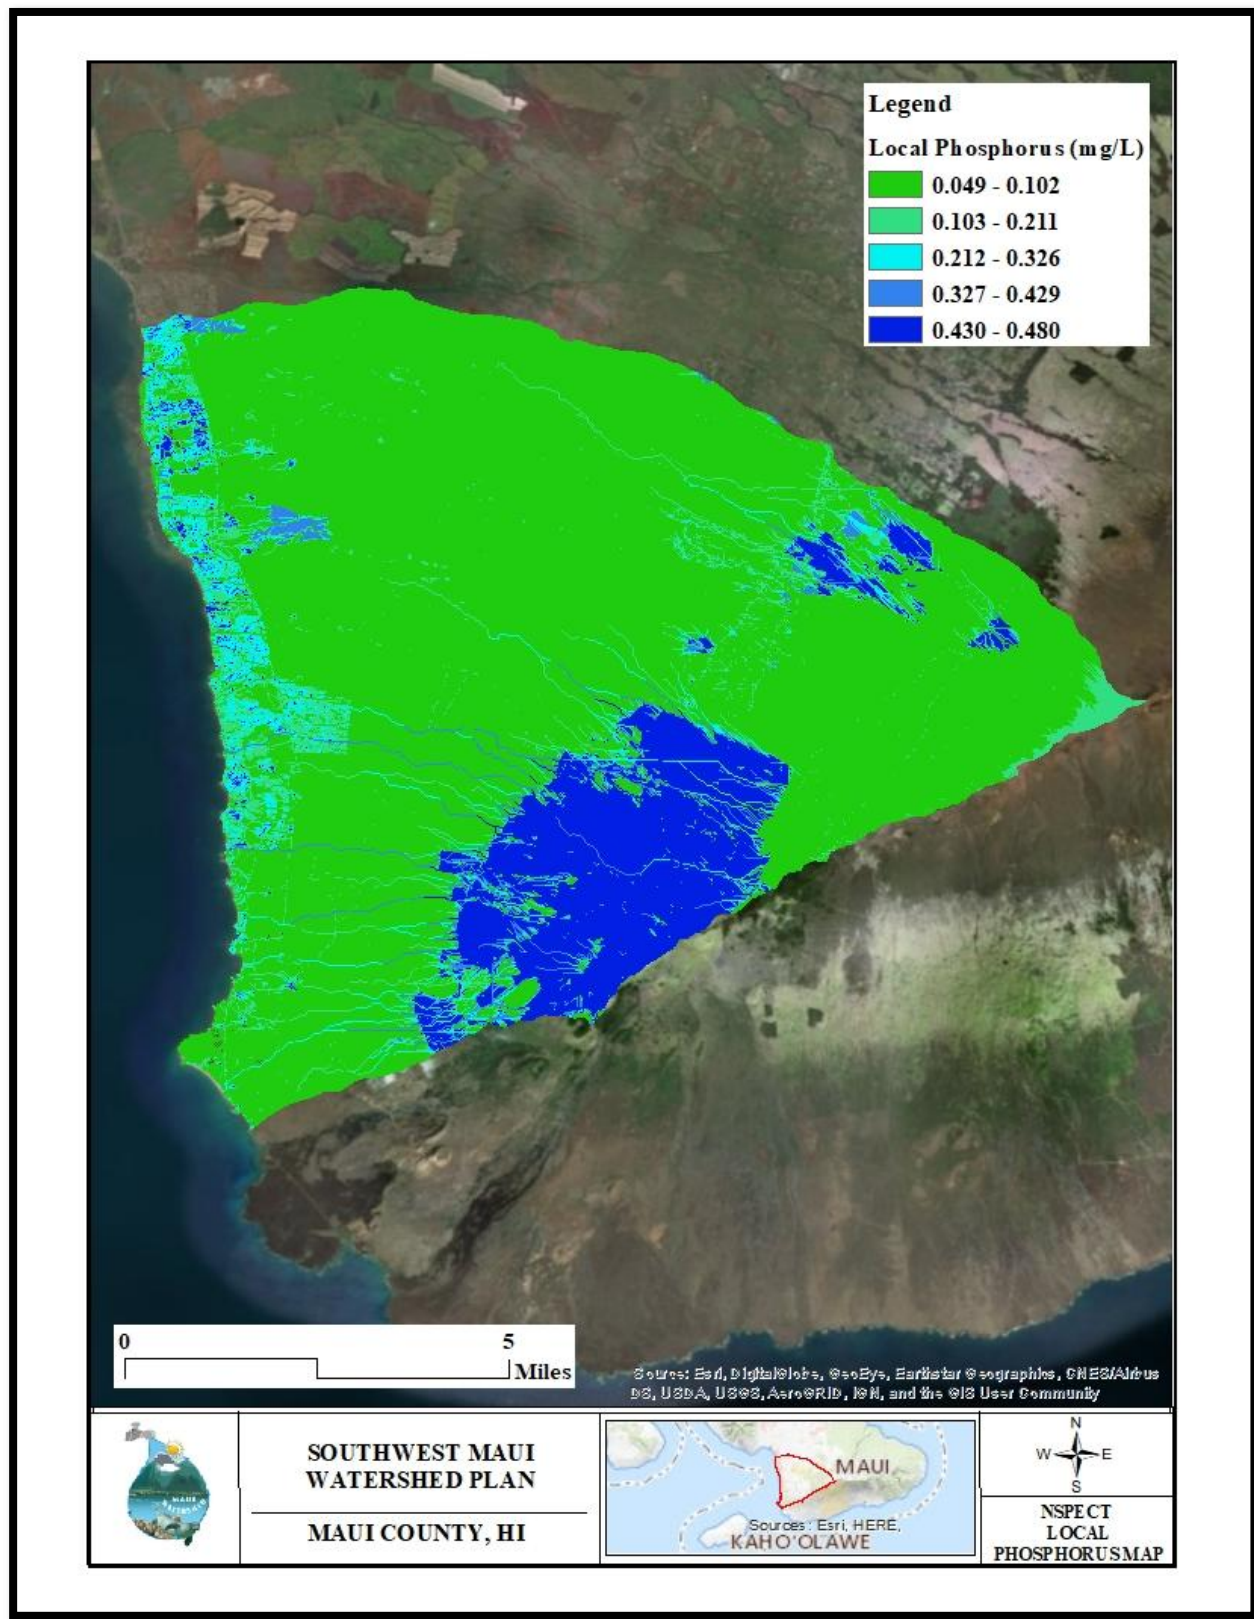 Legend
Local Phosphorus (mg/L)
0.049 - 0.102
0.103 - 0.211
0.212 - 0.326
0.327 - 0.429
0.430 - 0.480
0
5
Miles
Source: Esri, DigitalGlobe, GeoEye, Earthstar Geographics, CNES/Airbus
DS, USDA, USGS, AeroGRID, IGN, and the GIS User Community
SOUTHWEST MAUI
WATERSHED PLAN
MAUI COUNTY, HI
MAUI
Sources: Esri, HERE,
KAHO'OLAWE
N
W E
S
NSPECT
LOCAL
PHOSPHORUS MAP